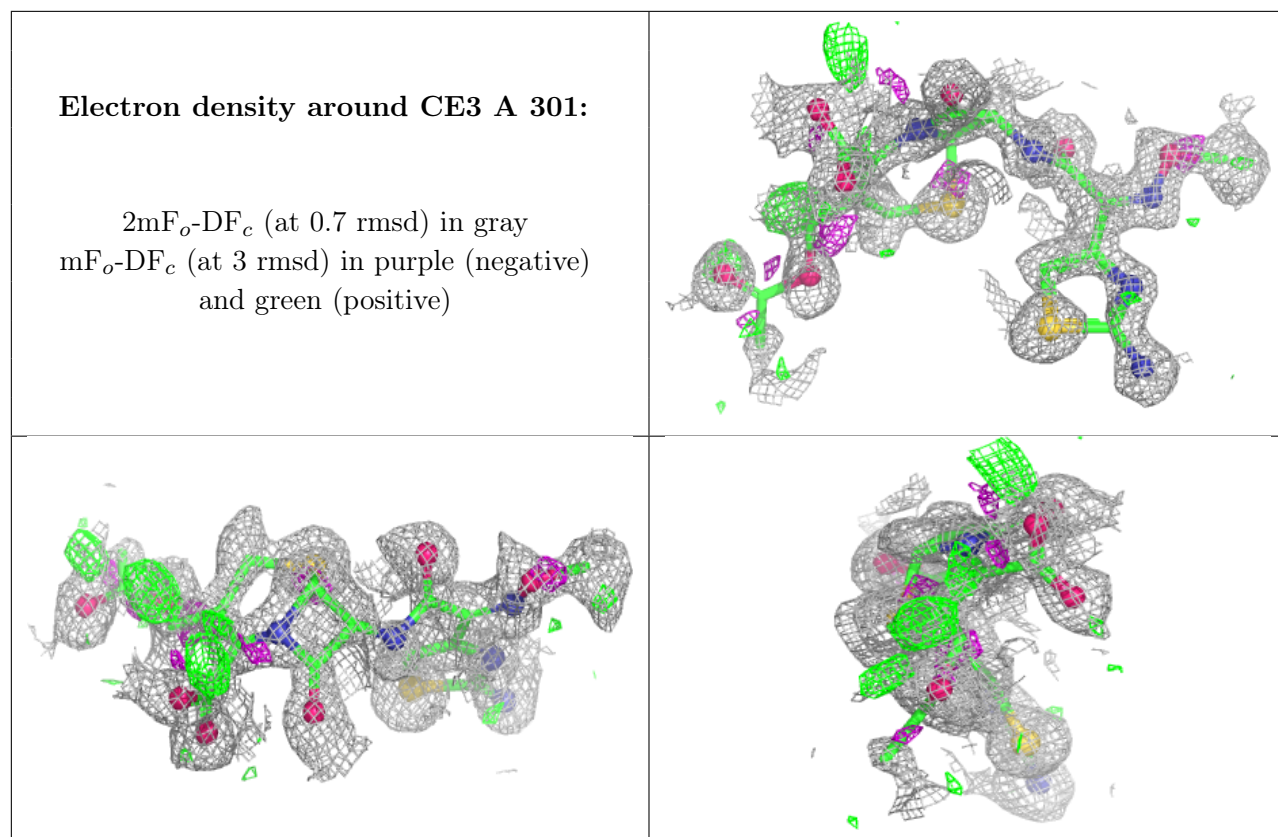 Electron density around CE3 A 301:
2mFo-DFc (at 0.7 rmsd) in gray
mFo-DFc (at 3 rmsd) in purple (negative)
and green (positive)